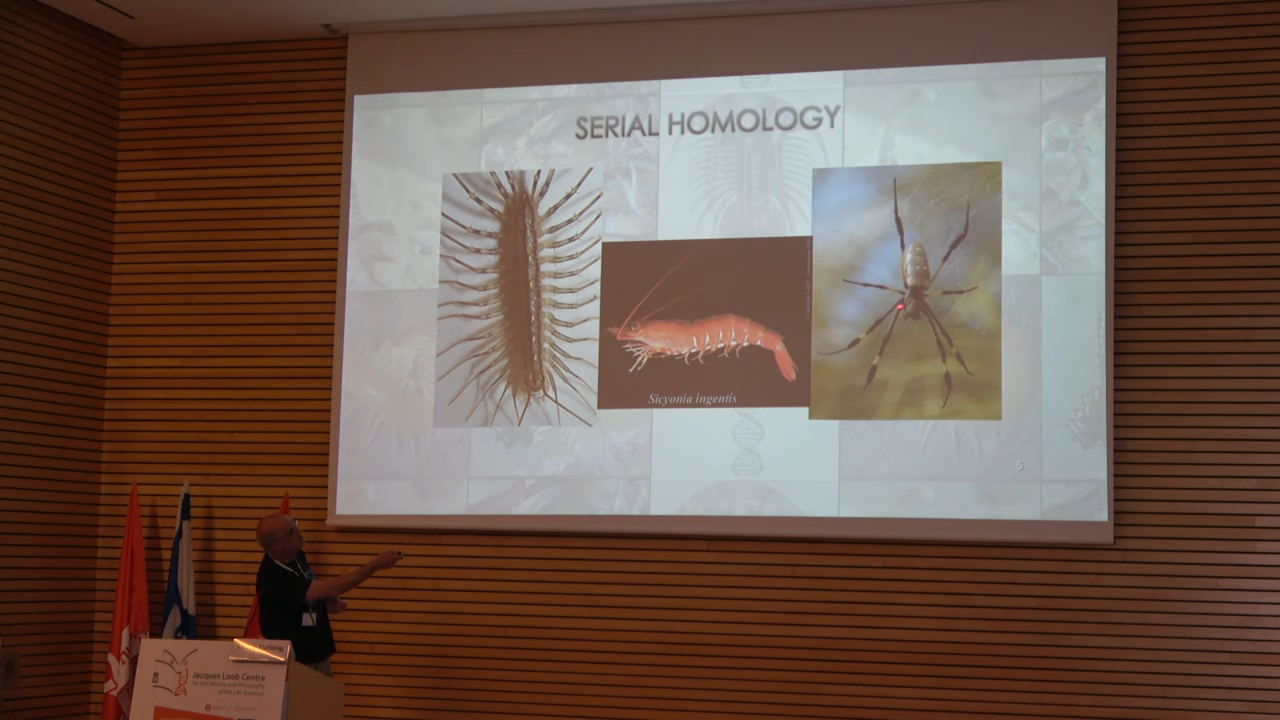 SERIAL HOMOLOGY
Sicyonia ingentis
5
Jacques Loeb Centre
for the History and Philosophy
of the Life Sciences